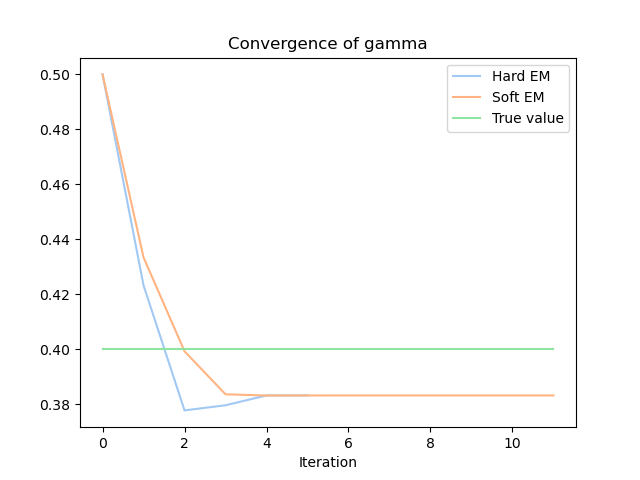 Convergence of gamma
Hard EM
Soft EM
True value
0.50
0.48
0.46
0.44
0.42
0.40
0.38
0 2 4 6 8 10
Iteration